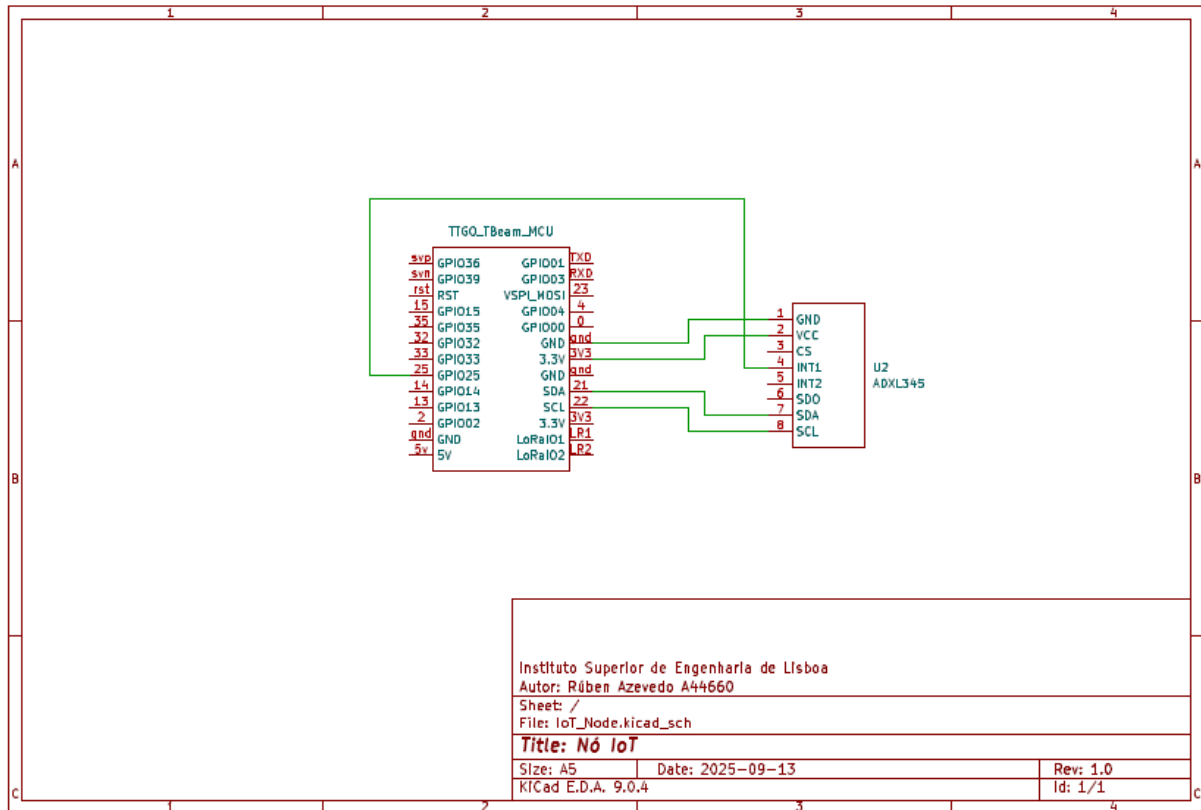 1 2 3 4
A A
TTGO_TBeam_MCU
svp GPIO36 GPIO01 TXD
svn GPIO39 GPIO03 RXD
rst RST VSPI_MOSI 23
15 GPIO15 GPIO04 4
35 GPIO35 GPIO00 0
32 GPIO32 GND gnd
33 GPIO33 3.3V 3V3
25 GPIO25 GND gnd
14 GPIO14 SDA 21
13 GPIO13 SCL 22
2 GPIO02 3.3V 3V3
gnd GND LoRaIO1 LR1
5v 5V LoRaIO2 LR2
1 GND
2 VCC
3 CS
4 INT1
5 INT2
6 SDO
7 SDA
8 SCL
U2
ADXL345
B B
Instituto Superior de Engenharia de Lisboa
Autor: Rúben Azevedo A44660
Sheet: /
File: IoT_Node.kicad_sch
Title: Nó IoT
Size: A5 Date: 2025-09-13 Rev: 1.0
KiCad E.D.A. 9.0.4 Id: 1/1
C C
1 2 3 4